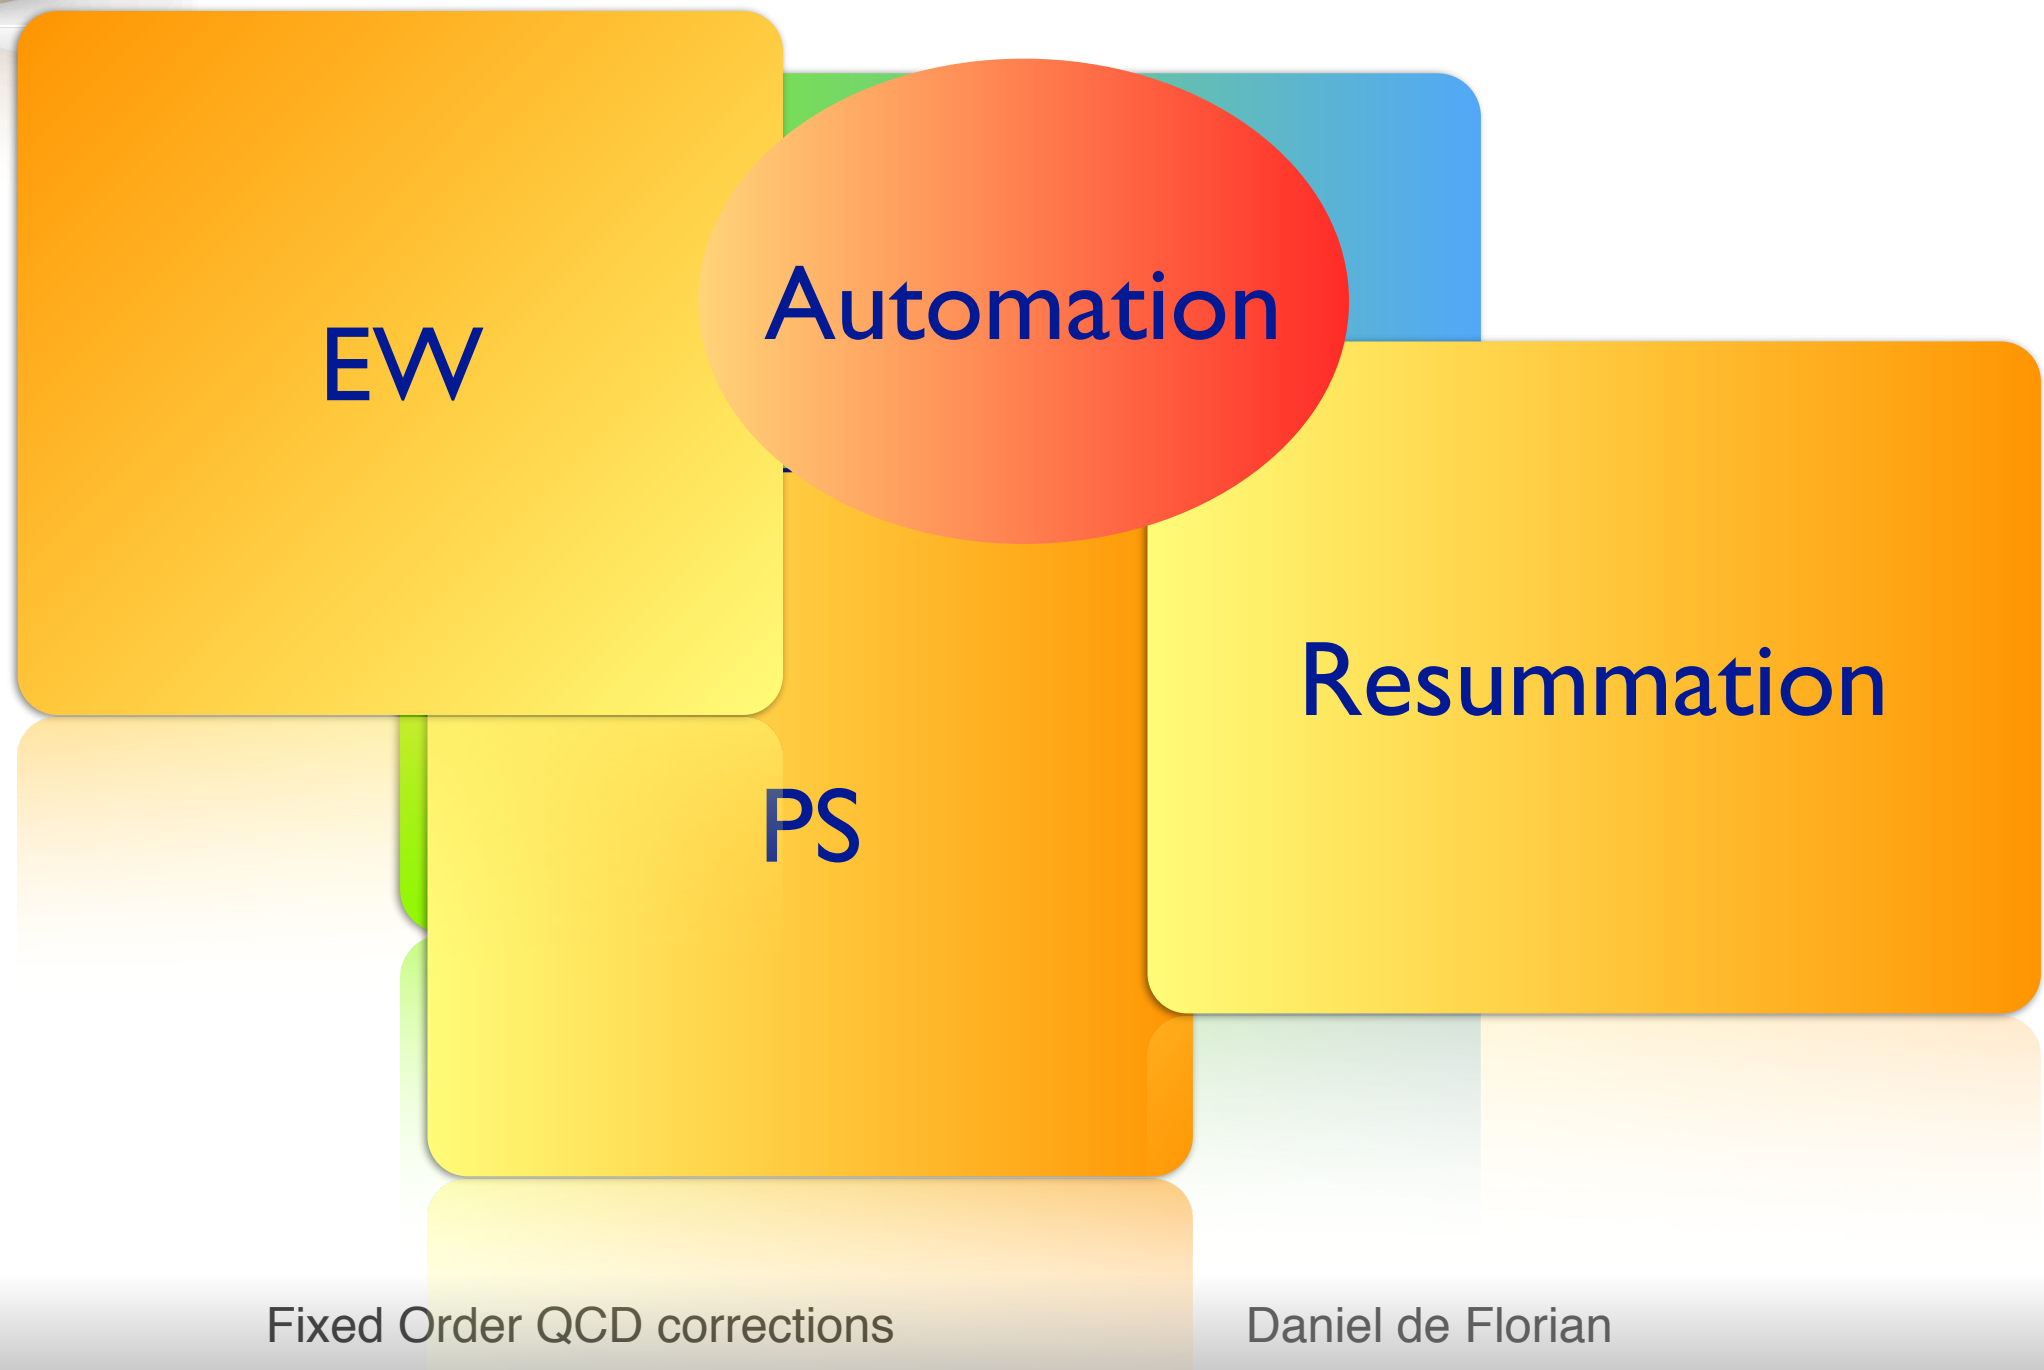 Automation
EW
Resummation
PS
Fixed Order QCD corrections
Daniel de Florian